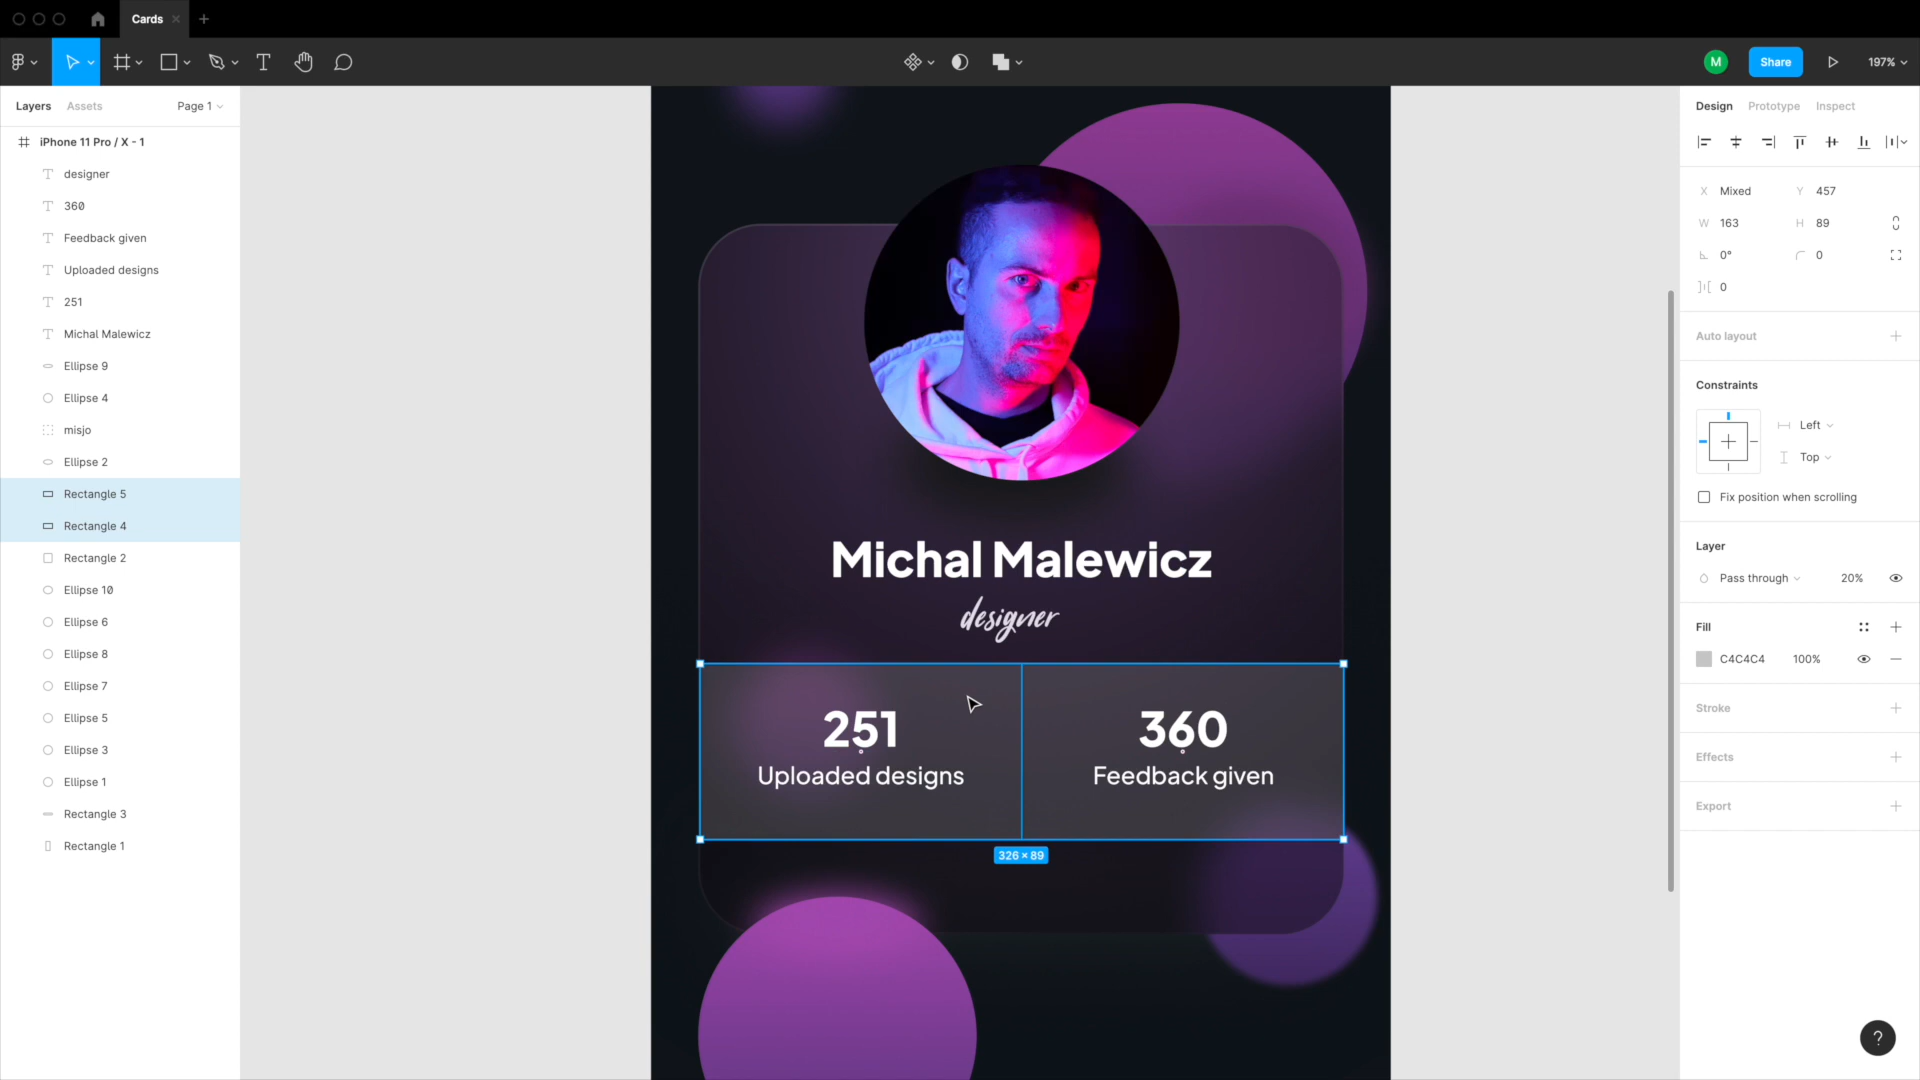 Cards
M
Share
197%
Layers
Assets
Page 1
iPhone 11 Pro / X - 1
designer
360
Feedback given
Uploaded designs
251
Michal Malewicz
Ellipse 9
Ellipse 4
misjo
Ellipse 2
Rectangle 5
Rectangle 4
Rectangle 2
Ellipse 10
Ellipse 6
Ellipse 8
Ellipse 7
Ellipse 5
Ellipse 3
Ellipse 1
Rectangle 3
Rectangle 1
Michal Malewicz
designer
251
Uploaded designs
360
Feedback given
326 × 89
Design
Prototype
Inspect
X Mixed
Y 457
W 163
H 89
0°
0
0
Auto layout
Constraints
Left
Top
Fix position when scrolling
Layer
Pass through
20%
Fill
C4C4C4
100%
Stroke
Effects
Export
?